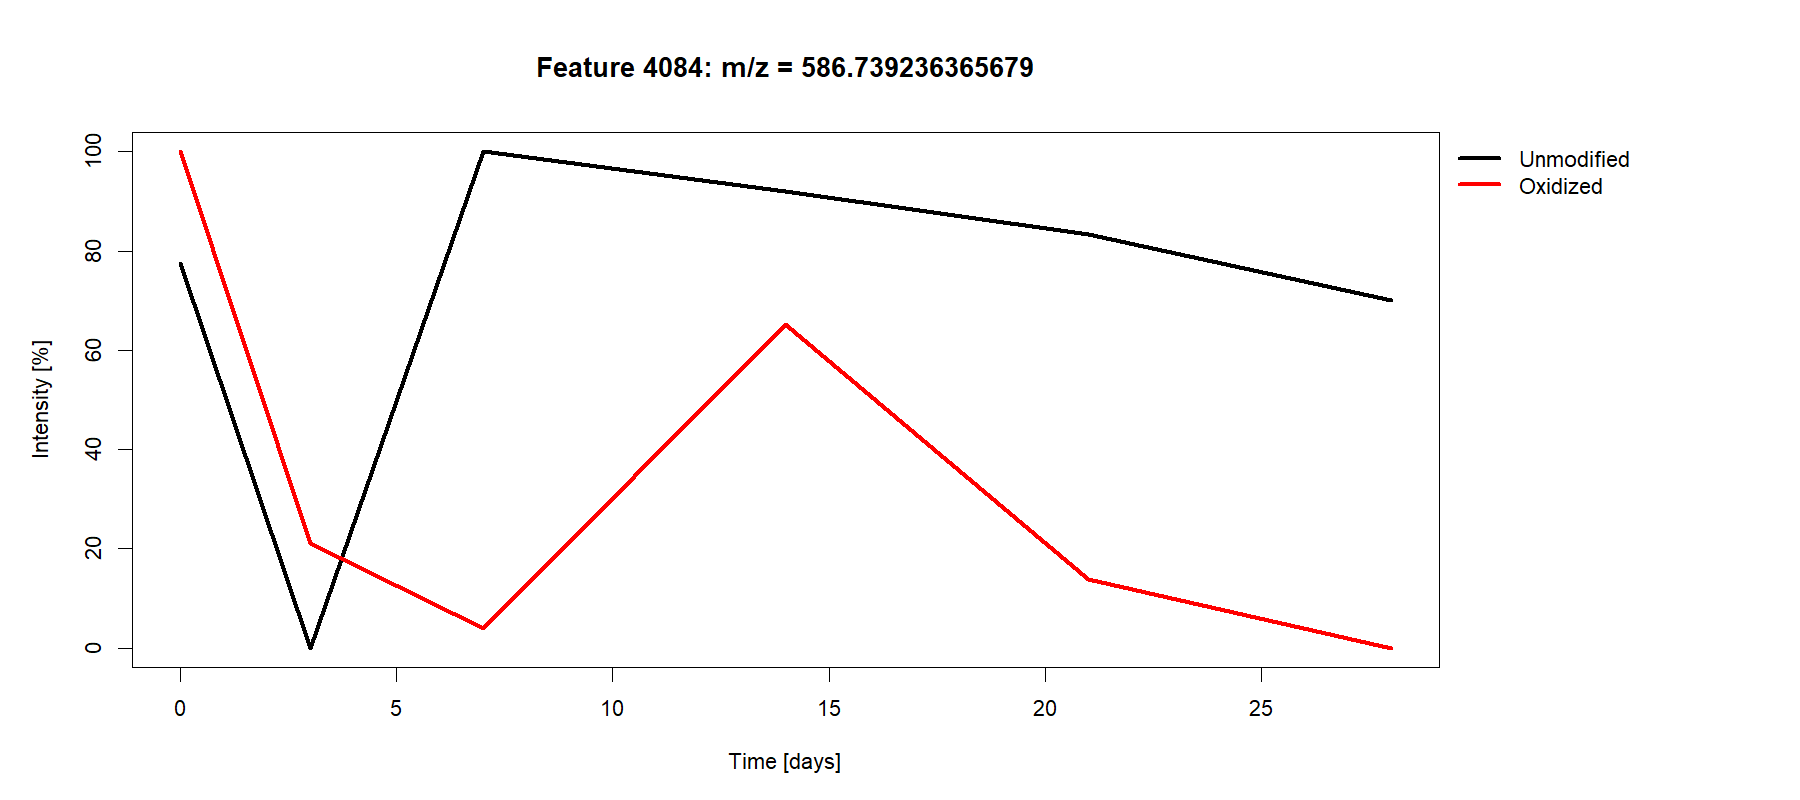 Feature 4084: m/z = 586.739236365679
Unmodified
Oxidized
100
80
60
40
20
0
Intensity [%]
0 5 10 15 20 25
Time [days]